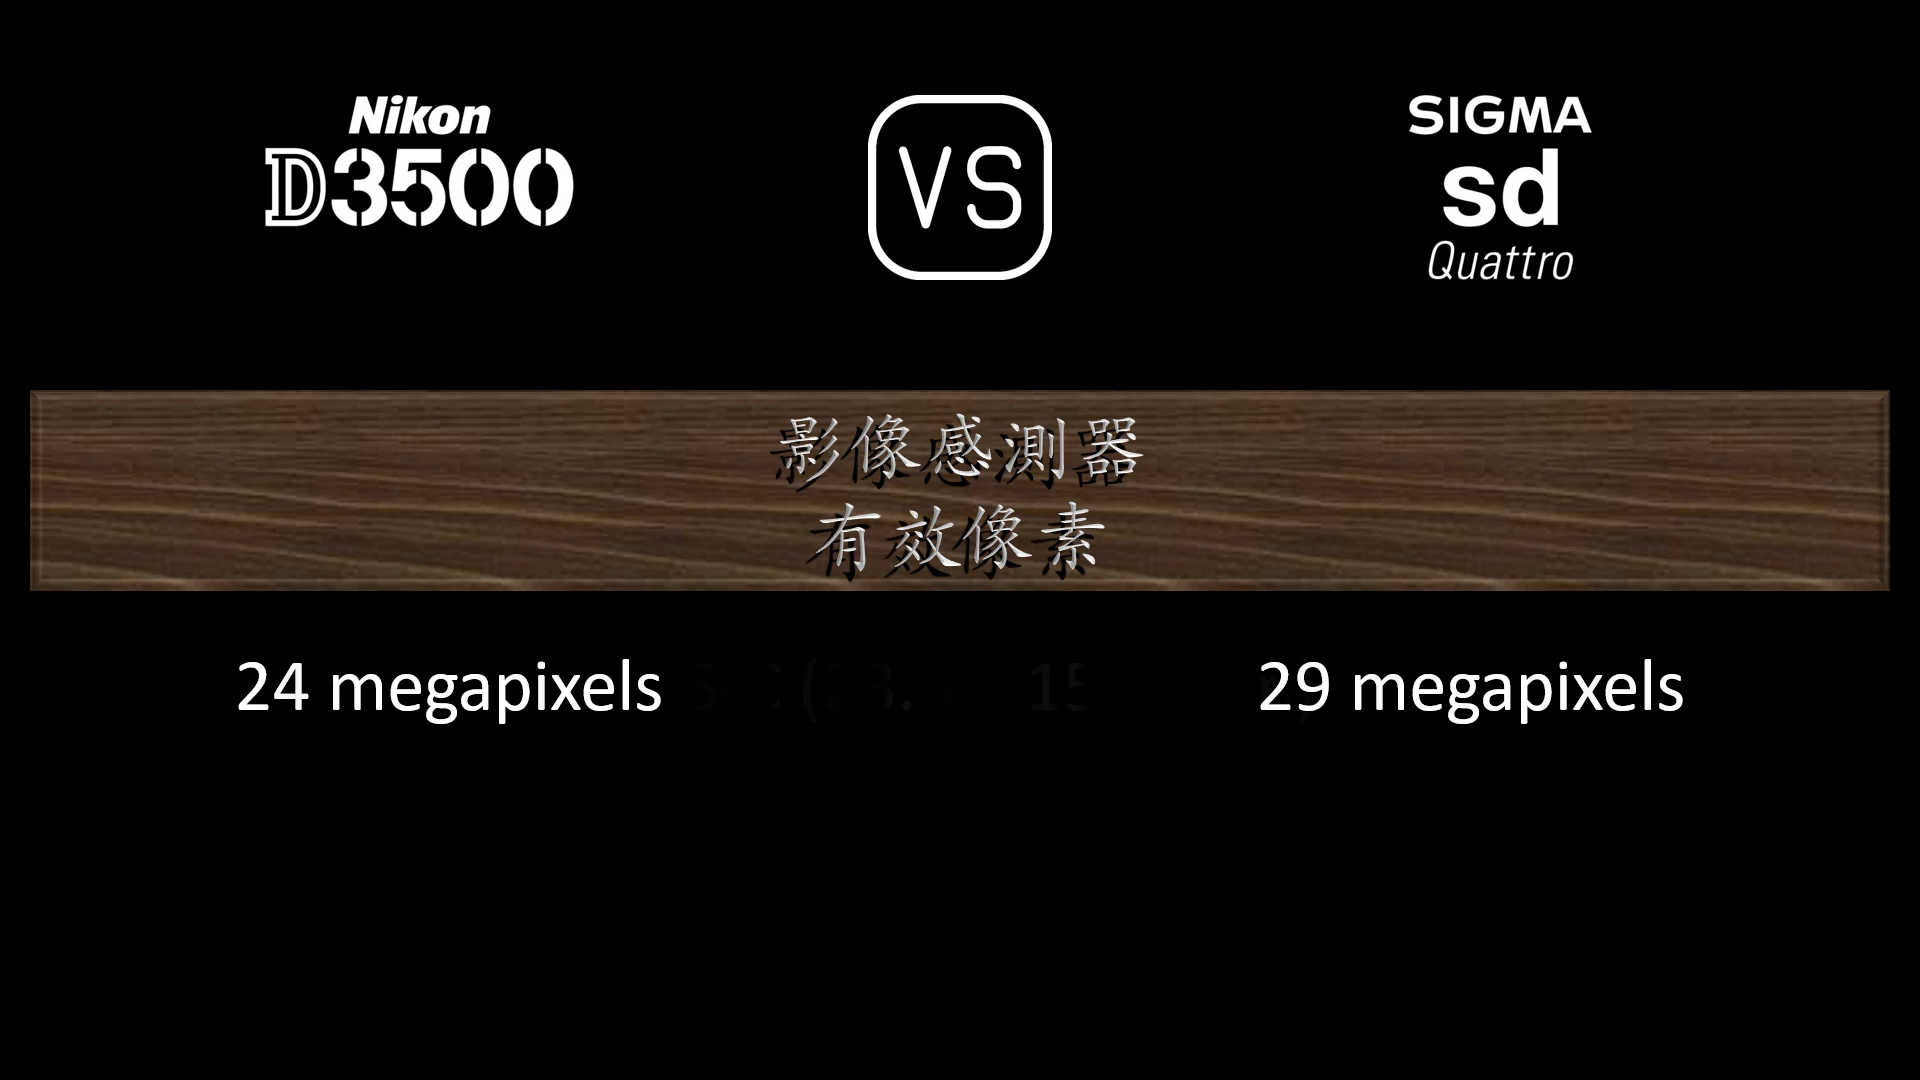 Nikon
D3500
VS
SIGMA
sd
Quattro
影像感測器
有效像素
24 megapixels
29 megapixels